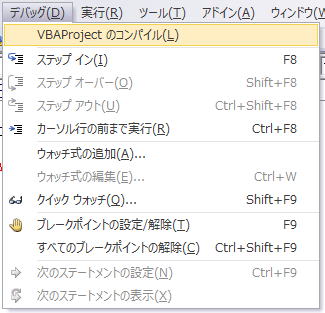 デバッグ(D) 実行(R) ツール(T) アドイン(A) ウィンドウ(W
VBAProject のコンパイル(L)
ステップ イン(I) F8
ステップ オーバー(O) Shift+F8
ステップ アウト(U) Ctrl+Shift+F8
カーソル行の前まで実行(R) Ctrl+F8
ウォッチ式の追加(A)...
ウォッチ式の編集(E)... Ctrl+W
クイック ウォッチ(Q)... Shift+F9
ブレークポイントの設定/解除(T) F9
すべてのブレークポイントの解除(C) Ctrl+Shift+F9
次のステートメントの設定(N) Ctrl+F9
次のステートメントの表示(X)